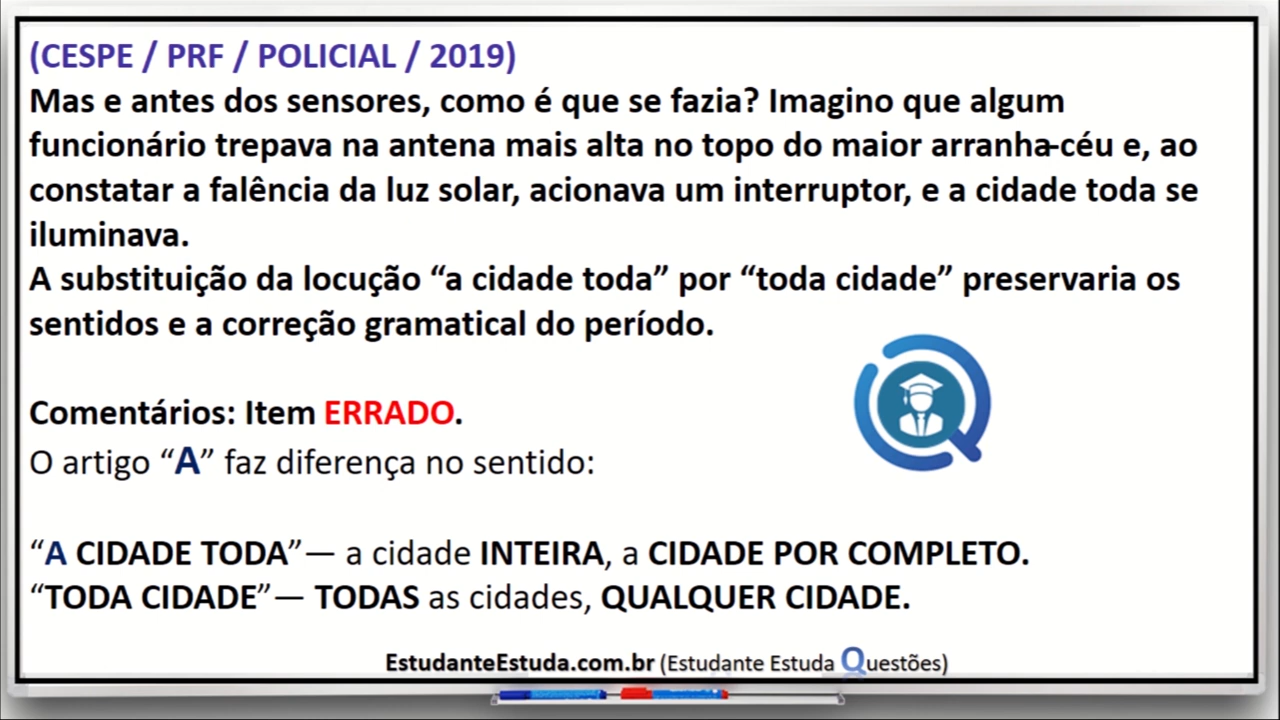 (CESPE / PRF / POLICIAL / 2019)
Mas e antes dos sensores, como é que se fazia? Imagino que algum
funcionário trepava na antena mais alta no topo do maior arranha-céu e, ao
constatar a falência da luz solar, acionava um interruptor, e a cidade toda se
iluminava.
A substituição da locução “a cidade toda” por “toda cidade” preservaria os
sentidos e a correção gramatical do período.
Comentários: Item ERRADO.
O artigo “A” faz diferença no sentido:
“A CIDADE TODA”— a cidade INTEIRA, a CIDADE POR COMPLETO.
“TODA CIDADE”— TODAS as cidades, QUALQUER CIDADE.
EstudanteEstuda.com.br (Estudante Estuda Questões)